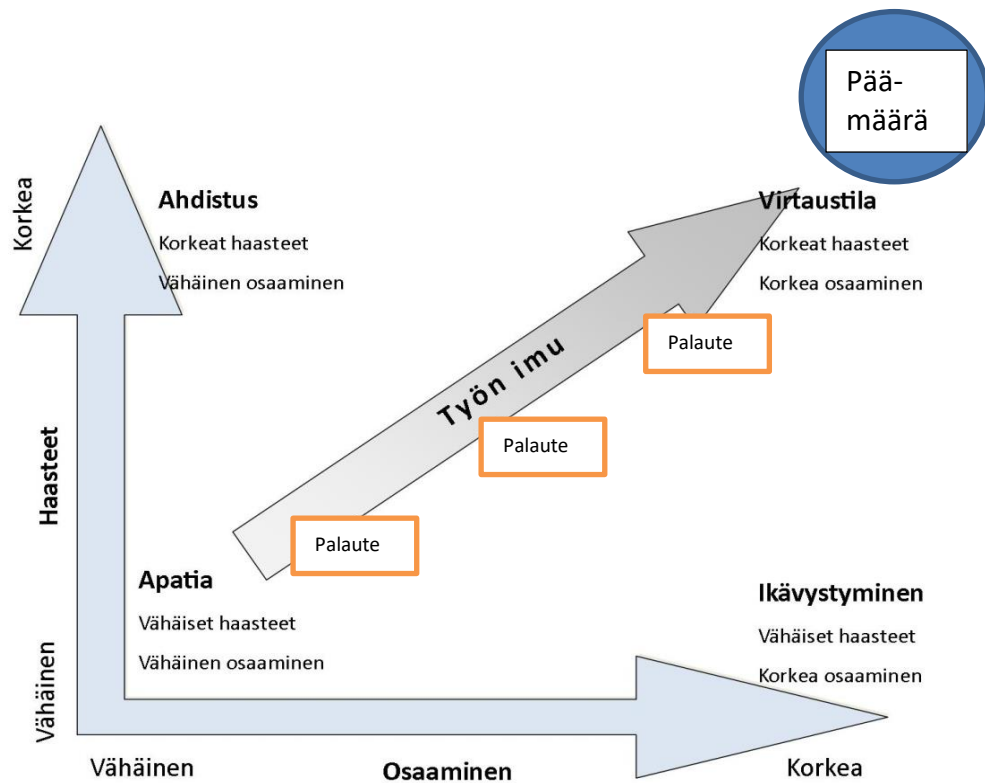 Pää-
määrä
Korkea
Ahdistus
Korkeat haasteet
Vähäinen osaaminen
Virtaustila
Korkeat haasteet
Korkea osaaminen
Palaute
Työn imu
Palaute
Haasteet
Palaute
Apatia
Vähäiset haasteet
Vähäinen osaaminen
Ikävystyminen
Vähäiset haasteet
Korkea osaaminen
Vähäinen
Vähäinen
Osaaminen
Korkea